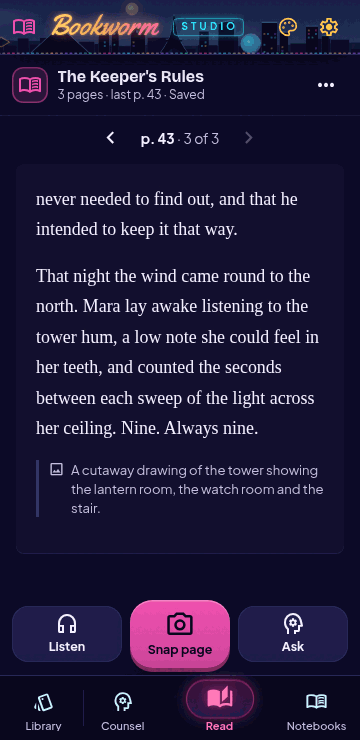 Bookworm STUDIO
The Keeper's Rules
3 pages · last p. 43 · Saved
p. 43 · 3 of 3
never needed to find out, and that he
intended to keep it that way.
That night the wind came round to the
north. Mara lay awake listening to the
tower hum, a low note she could feel in
her teeth, and counted the seconds
between each sweep of the light across
her ceiling. Nine. Always nine.
A cutaway drawing of the tower showing
the lantern room, the watch room and the
stair.
Listen
Snap page
Ask
Library
Counsel
Read
Notebooks